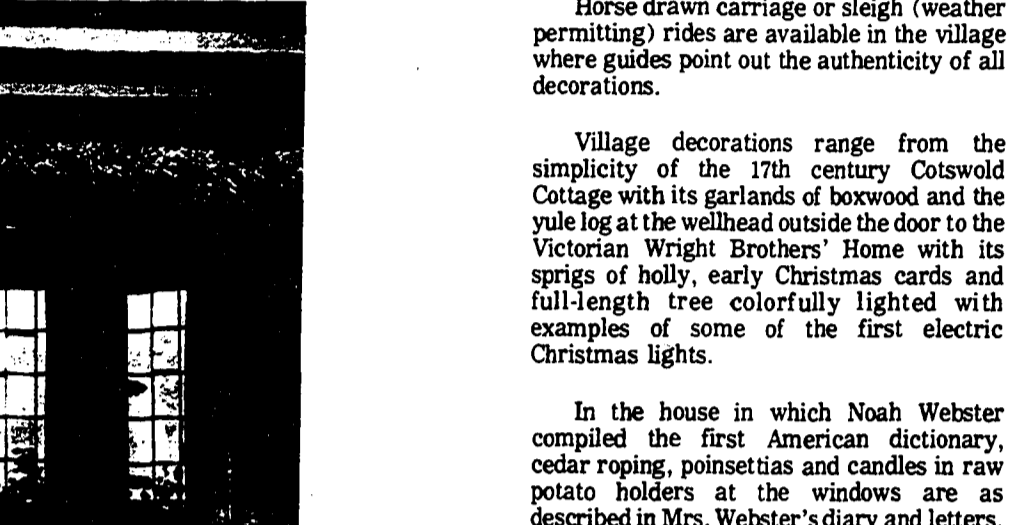 Horse drawn carriage or sleigh (weather
permitting) rides are available in the village
where guides point out the authenticity of all
decorations.
Village decorations range from the
simplicity of the 17th century Cotswold
Cottage with its garlands of boxwood and the
yule log at the wellhead outside the door to the
Victorian Wright Brothers' Home with its
sprigs of holly, early Christmas cards and
full-length tree colorfully lighted with
examples of some of the first electric
Christmas lights.
In the house in which Noah Webster
compiled the first American dictionary,
cedar roping, poinsettias and candles in raw
potato holders at the windows are as
described in Mrs. Webster's diary and letters.